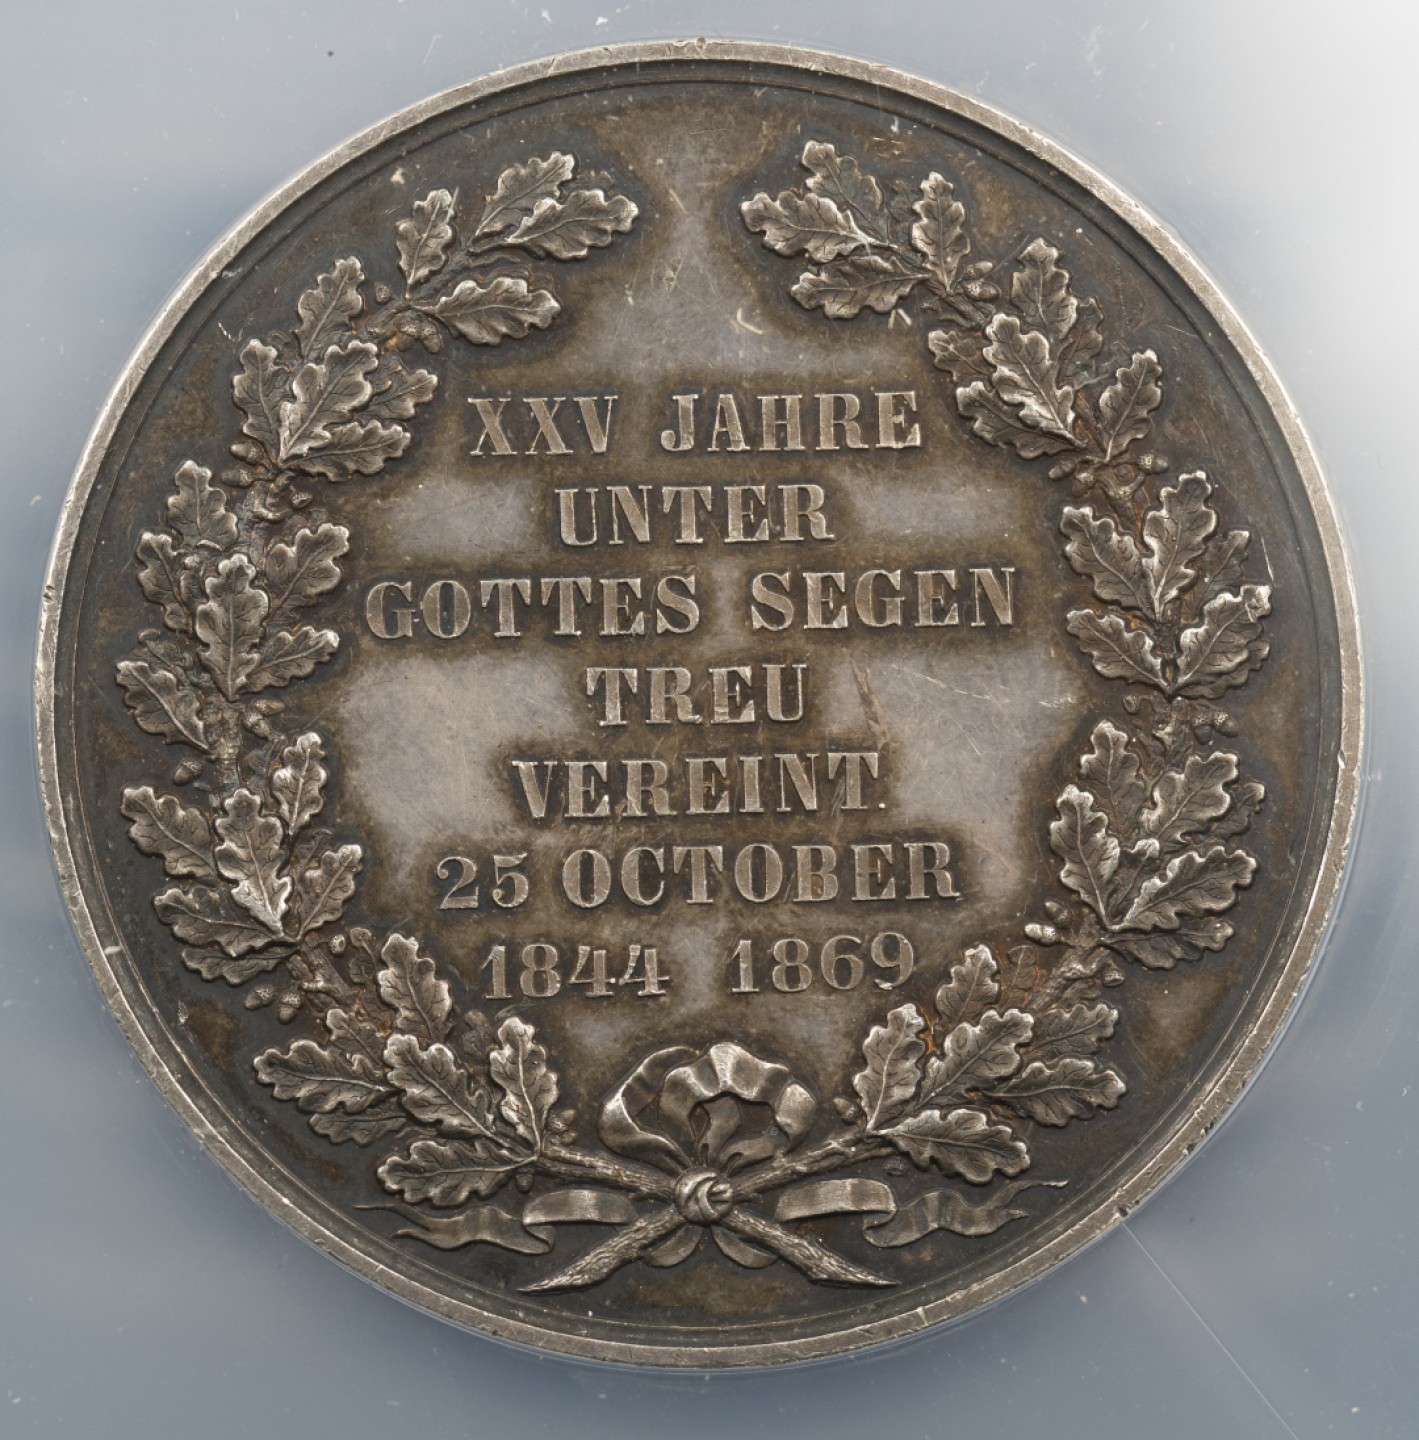 XXV JAHRE
UNTER
GOTTES SEGEN
TREU
VEREINT.
25 OCTOBER
1844 1869